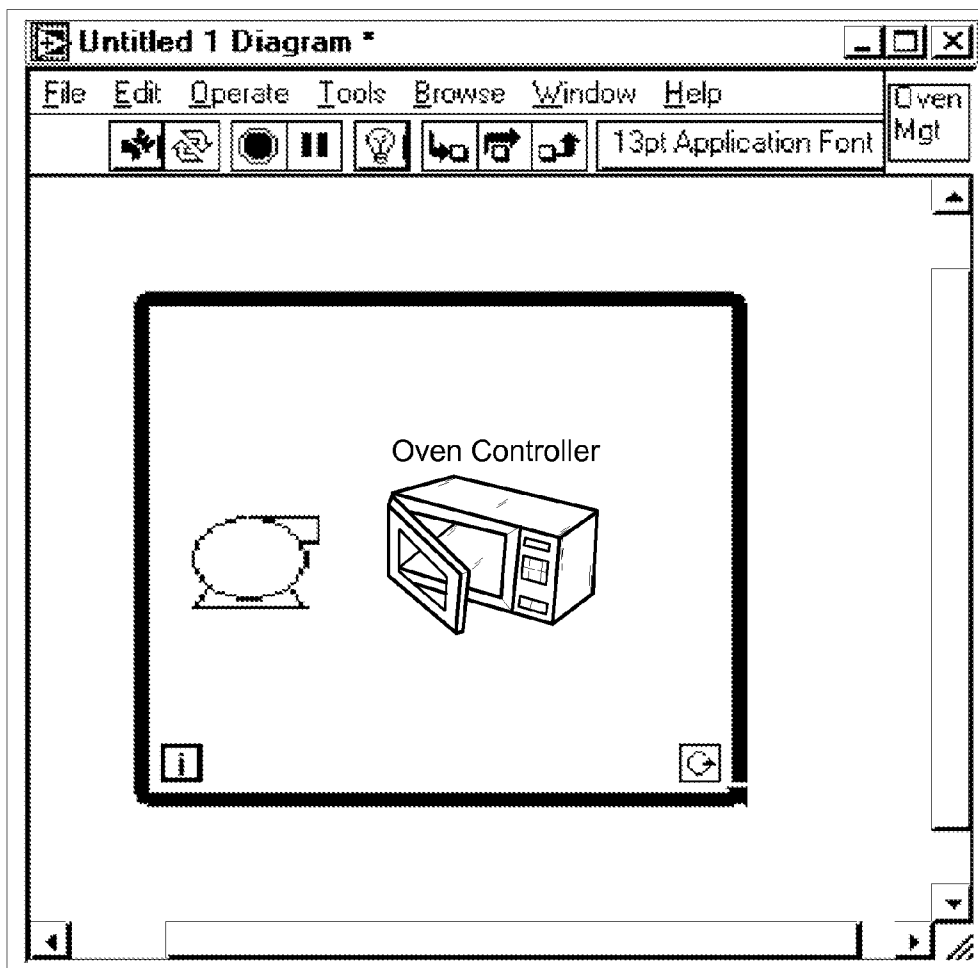 Untitled 1 Diagram *
File Edit Operate Tools Browse Window Help
Oven
Mgt
13pt Application Font
Oven Controller
i